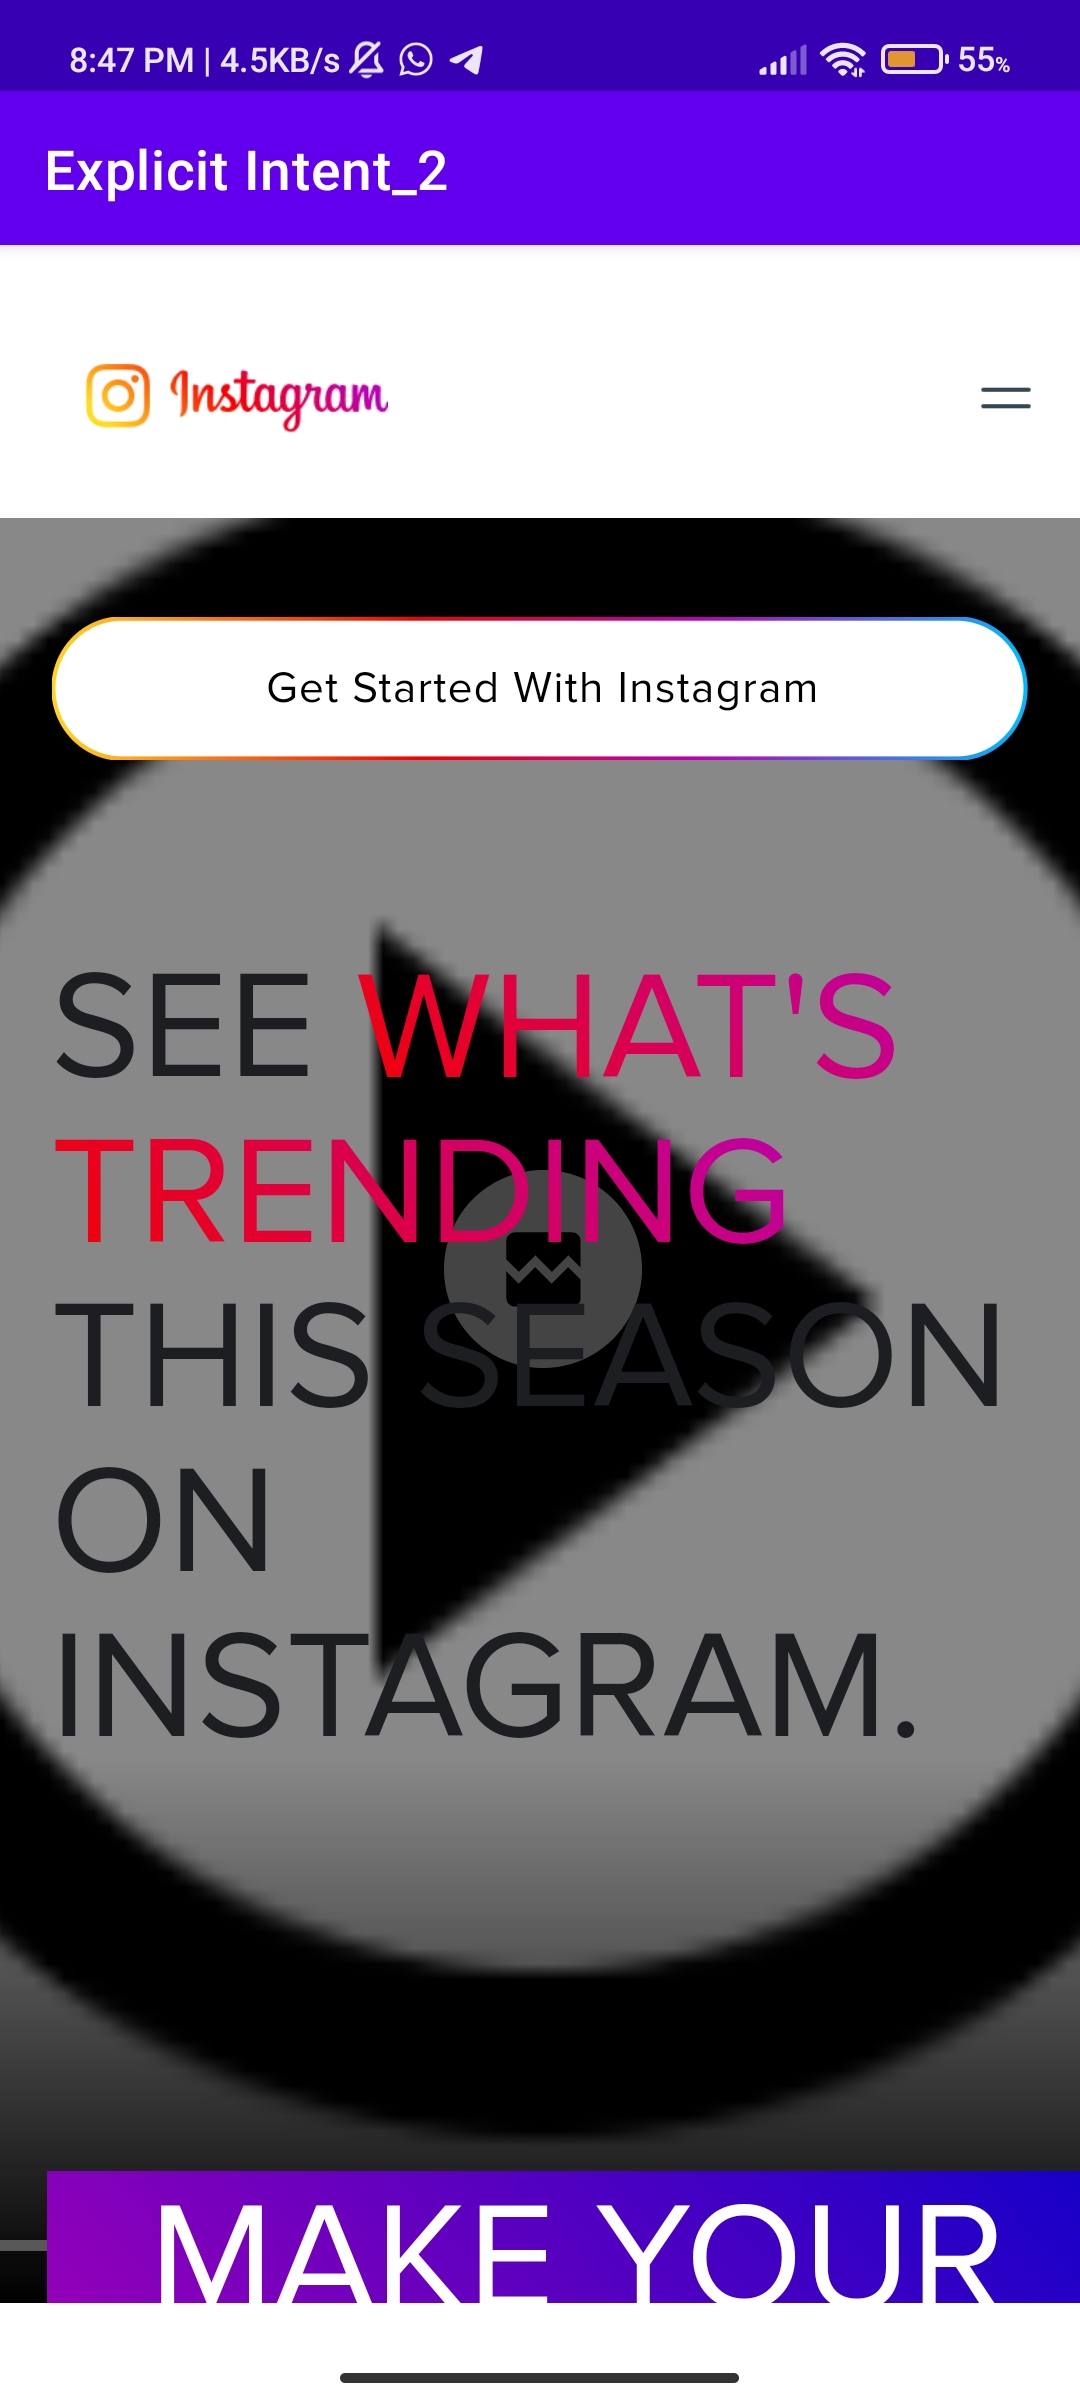 8:47 PM | 4.5KB/s 55%
Explicit Intent_2
Instagram
Get Started With Instagram
SEE WHAT'S
TRENDING
THIS SEASON
ON
INSTAGRAM.
MAKE YOUR